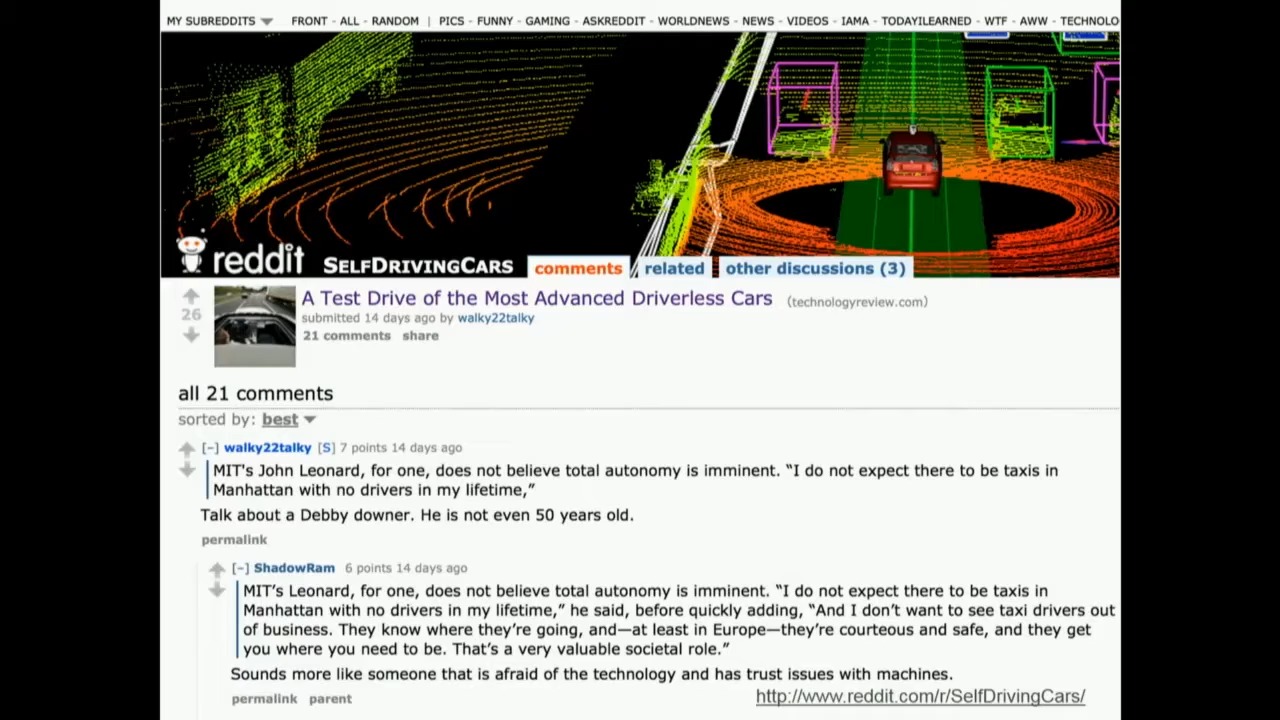 MY SUBREDDITS FRONT - ALL - RANDOM | PICS - FUNNY - GAMING - ASKREDDIT - WORLDNEWS - NEWS - VIDEOS - IAMA - TODAYILEARNED - WTF - AWW - TECHNOLO
reddit SELFDRIVINGCARS comments related other discussions (3)
A Test Drive of the Most Advanced Driverless Cars (technologyreview.com)
26
submitted 14 days ago by walky22talky
21 comments share
all 21 comments
sorted by: best
[-] walky22talky [S] 7 points 14 days ago
MIT's John Leonard, for one, does not believe total autonomy is imminent. “I do not expect there to be taxis in
Manhattan with no drivers in my lifetime,”
Talk about a Debby downer. He is not even 50 years old.
permalink
[-] ShadowRam 6 points 14 days ago
MIT’s Leonard, for one, does not believe total autonomy is imminent. “I do not expect there to be taxis in
Manhattan with no drivers in my lifetime,” he said, before quickly adding, “And I don’t want to see taxi drivers out
of business. They know where they’re going, and—at least in Europe—they’re courteous and safe, and they get
you where you need to be. That’s a very valuable societal role.”
Sounds more like someone that is afraid of the technology and has trust issues with machines.
permalink parent
http://www.reddit.com/r/SelfDrivingCars/